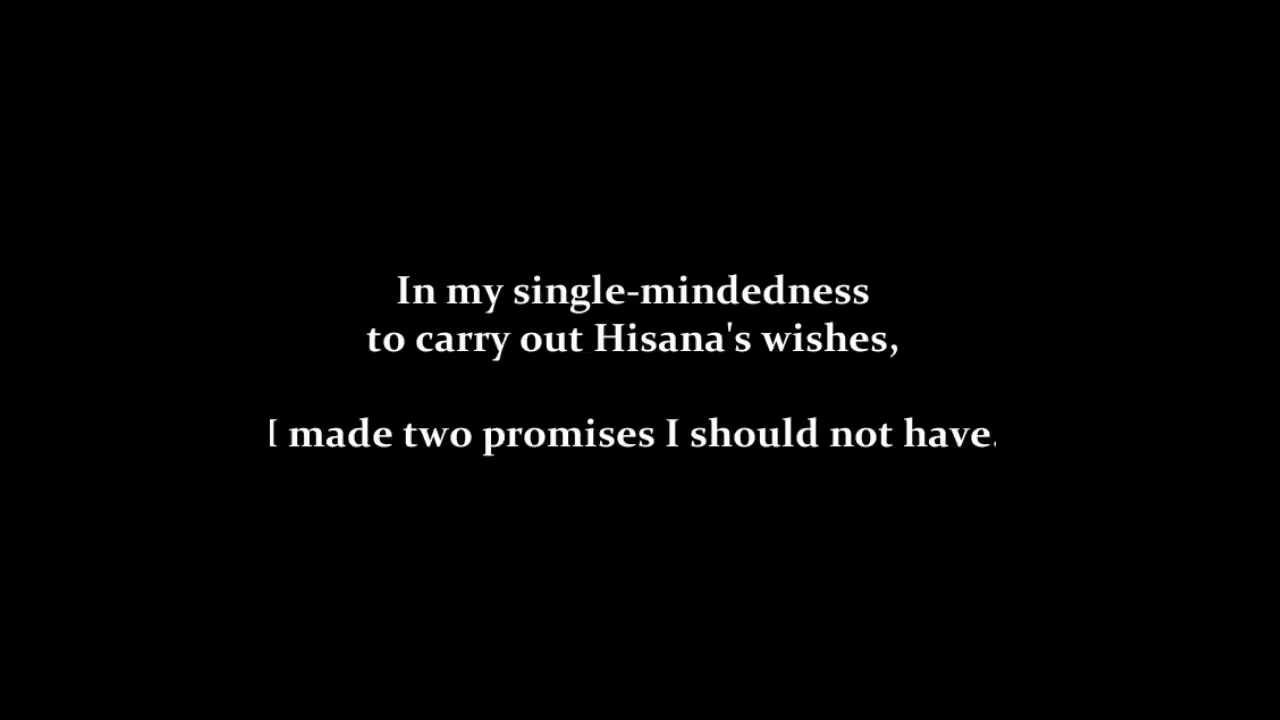 In my single-mindedness
to carry out Hisana's wishes,
I made two promises I should not have.